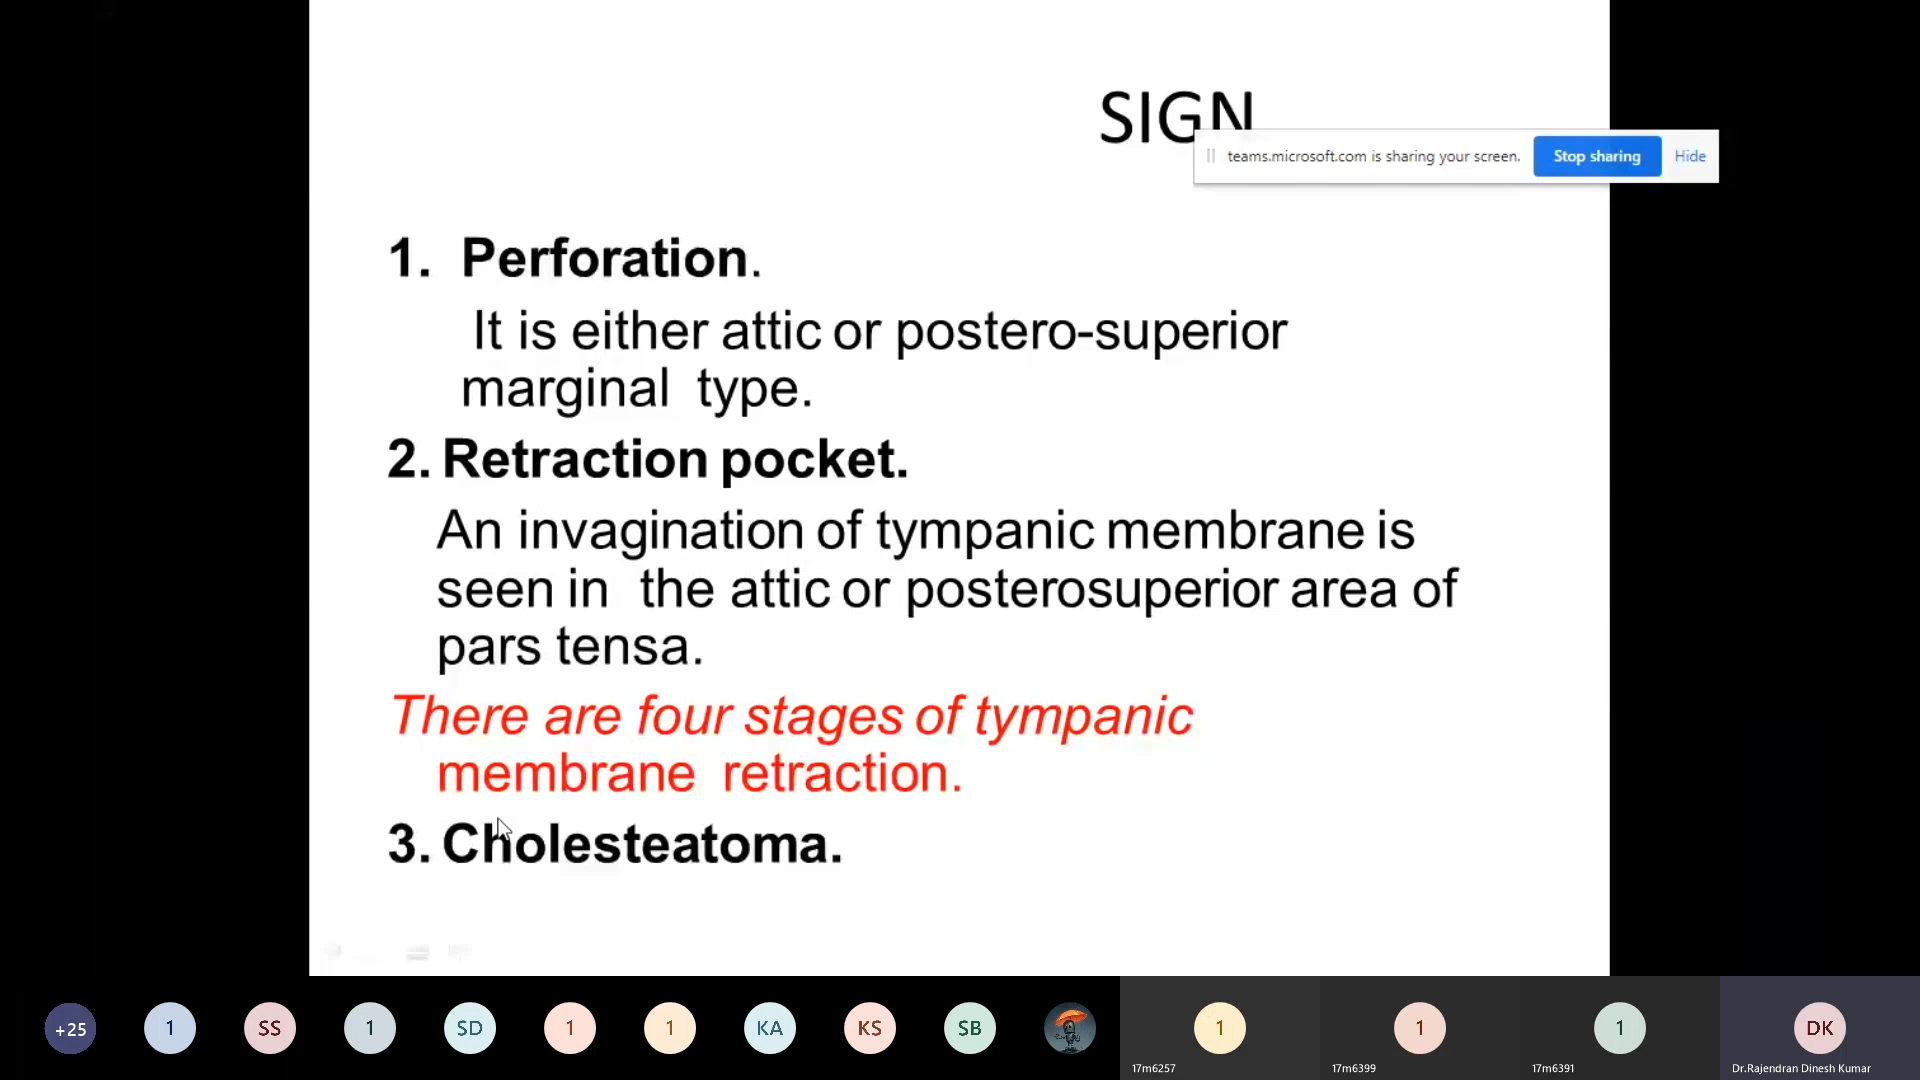 SIGN
teams.microsoft.com is sharing your screen. Stop sharing Hide
1. Perforation.
It is either attic or postero-superior
marginal type.
2. Retraction pocket.
An invagination of tympanic membrane is
seen in the attic or posterosuperior area of
pars tensa.
There are four stages of tympanic
membrane retraction.
3. Cholesteatoma.
+25 1 SS 1 SD 1 1 KA KS SB 1 1 1 DK
17m6257 17m6399 17m6391 Dr.Rajendran Dinesh Kumar